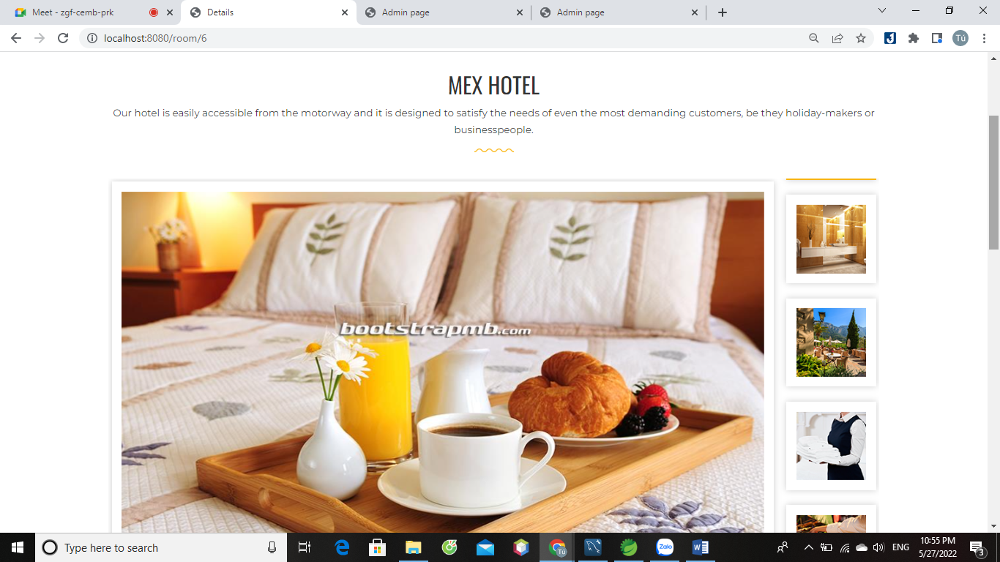 Meet - zgf-cemb-prk
Details
Admin page
Admin page
localhost:8080/room/6
Tú
MEX HOTEL
Our hotel is easily accessible from the motorway and it is designed to satisfy the needs of even the most demanding customers, be they holiday-makers or
businesspeople.
bootstrapmb.com
Type here to search
Tú
Zalo
ENG
10:55 PM
5/27/2022
3